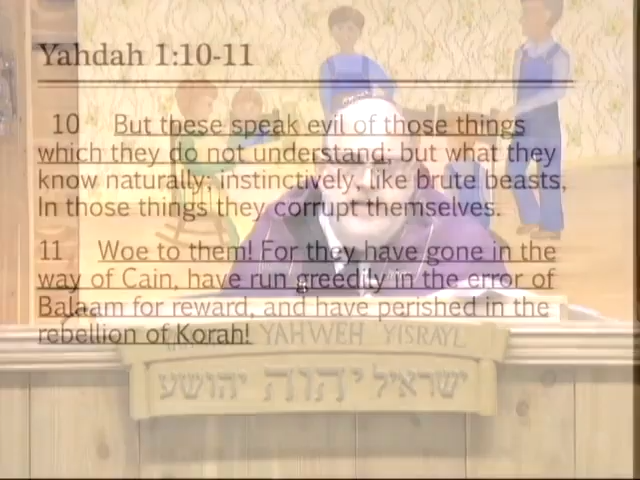 Yahdah 1:10-11
10 But these speak evil of those things
which they do not understand; but what they
know naturally; instinctively, like brute beasts,
In those things they corrupt themselves.
11 Woe to them! For they have gone in the
way of Cain, have run greedily in the error of
Balaam for reward, and have perished in the
rebellion of Korah!
YAHWEH YISRAYL
ישראל יהוה יהושע